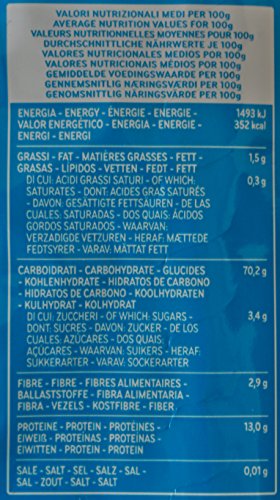 VALORI NUTRIZIONALI MEDI PER 100g
AVERAGE NUTRITION VALUES FOR 100g
VALEURS NUTRITIONNELLES MOYENNES POUR 100g
DURCHSCHNITTLICHE NÄHRWERTE JE 100g
VALORES NUTRICIONALES MEDIOS POR 100g
VALORES NUTRICIONAIS MÉDIOS POR 100g
GEMIDDELDE VOEDINGSWAARDE PER 100g
GENNEMSNITLIG NÆRINGSVÆRDI PER 100g
GENOMSNITTLIG NÄRINGSVÄRDE PER 100g
ENERGIA - ENERGY - ÉNERGIE - ENERGIE - 1493 kJ
VALOR ENERGÉTICO - ENERGIA - ENERGIE - 352 kcal
ENERGI - ENERGI
GRASSI - FAT - MATIÈRES GRASSES - FETT - 1,5 g
GRASAS - LÍPIDOS - VETTEN - FEDT - FETT
DI CUI: ACIDI GRASSI SATURI - OF WHICH: 0,3 g
SATURATES - DONT: ACIDES GRAS SATURÉS
- DAVON: GESÄTTIGTE FETTSÄUREN - DE LAS
CUALES: SATURADAS - DOS QUAIS: ÁCIDOS
GORDOS SATURADOS - WAARVAN:
VERZADIGDE VETZUREN - HERAF: MÆTTEDE
FEDTSYRER - VARAV: MÄTTAT FETT
CARBOIDRATI - CARBOHYDRATE - GLUCIDES 70,2 g
- KOHLENHYDRATE - HIDRATOS DE CARBONO
- HIDRATOS DE CARBONO - KOOLHYDRATEN
- KULHYDRAT - KOLHYDRAT
DI CUI: ZUCCHERI - OF WHICH: SUGARS - 3,4 g
DONT: SUCRES - DAVON: ZUCKER - DE LOS
CUALES: AZÚCARES - DOS QUAIS:
AÇÚCARES - WAARVAN: SUIKERS - HERAF:
SUKKERARTER - VARAV: SOCKERARTER
FIBRE - FIBRE - FIBRES ALIMENTAIRES - 2,9 g
BALLASTSTOFFE - FIBRA ALIMENTARIA -
FIBRA - VEZELS - KOSTFIBRE - FIBER
PROTEINE - PROTEIN - PROTÉINES - 13,0 g
EIWEIß - PROTEINAS - PROTEÍNAS -
EIWITTEN - PROTEIN - PROTEIN
SALE - SALT - SEL - SALZ - SAL - 0,01 g
SAL - ZOUT - SALT - SALT